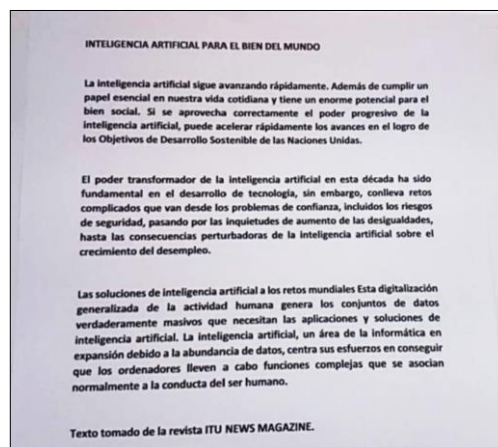 INTELIGENCIA ARTIFICIAL PARA EL BIEN DEL MUNDO
La inteligencia artificial sigue avanzando rápidamente. Además de cumplir un
papel esencial en nuestra vida cotidiana y tiene un enorme potencial para el
bien social. Si se aprovecha correctamente el poder progresivo de la
inteligencia artificial, puede acelerar rápidamente los avances en el logro de
los Objetivos de Desarrollo Sostenible de las Naciones Unidas.
El poder transformador de la inteligencia artificial en esta década ha sido
fundamental en el desarrollo de tecnología, sin embargo, conlleva retos
complicados que van desde los problemas de confianza, incluidos los riesgos
de seguridad, pasando por las inquietudes de aumento de las desigualdades,
hasta las consecuencias perturbadoras de la inteligencia artificial sobre el
crecimiento del desempleo.
Las soluciones de inteligencia artificial a los retos mundiales Esta digitalización
generalizada de la actividad humana genera los conjuntos de datos
verdaderamente masivos que necesitan las aplicaciones y soluciones de
inteligencia artificial. La inteligencia artificial, un área de la informática en
expansión debido a la abundancia de datos, centra sus esfuerzos en conseguir
que los ordenadores lleven a cabo funciones complejas que se asocian
normalmente a la conducta del ser humano.
Texto tomado de la revista ITU NEWS MAGAZINE.